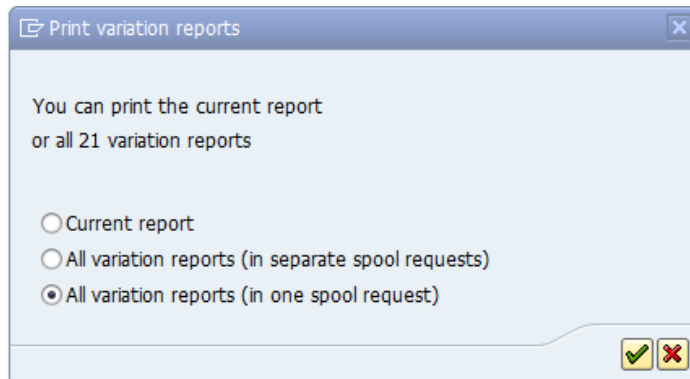 Print variation reports
You can print the current report
or all 21 variation reports
Current report
All variation reports (in separate spool requests)
All variation reports (in one spool request)